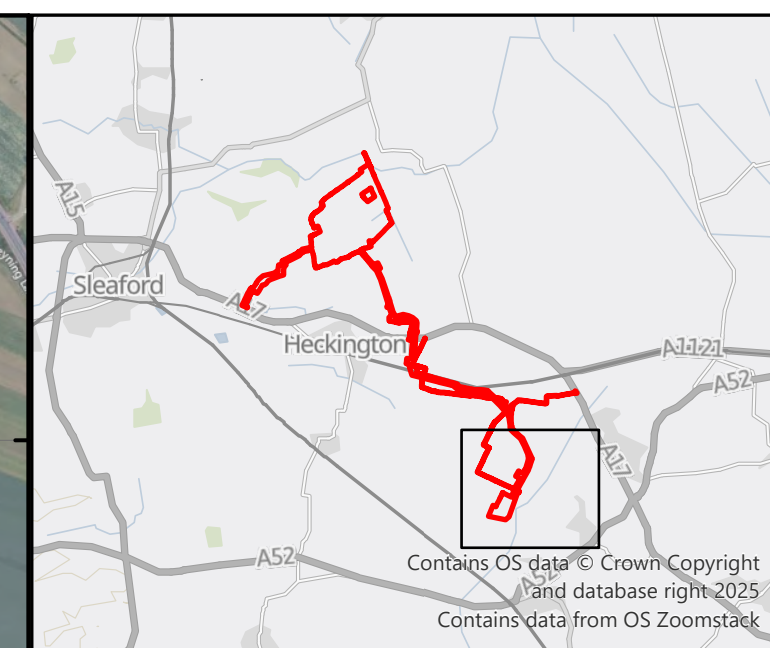 A15
Sleaford
A17
Heckington
A1121
A52
A17
A52
A52
Contains OS data © Crown Copyright
and database right 2025
Contains data from OS Zoomstack